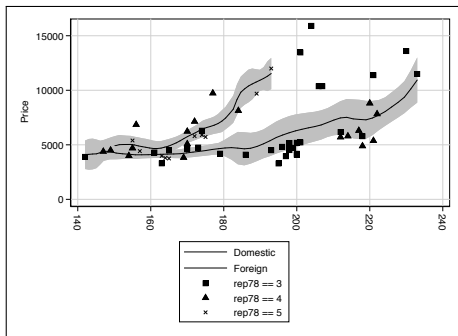 15000
10000
5000
0
Price
140
160
180
200
220
240
Domestic
Foreign
rep78 == 3
rep78 == 4
rep78 == 5